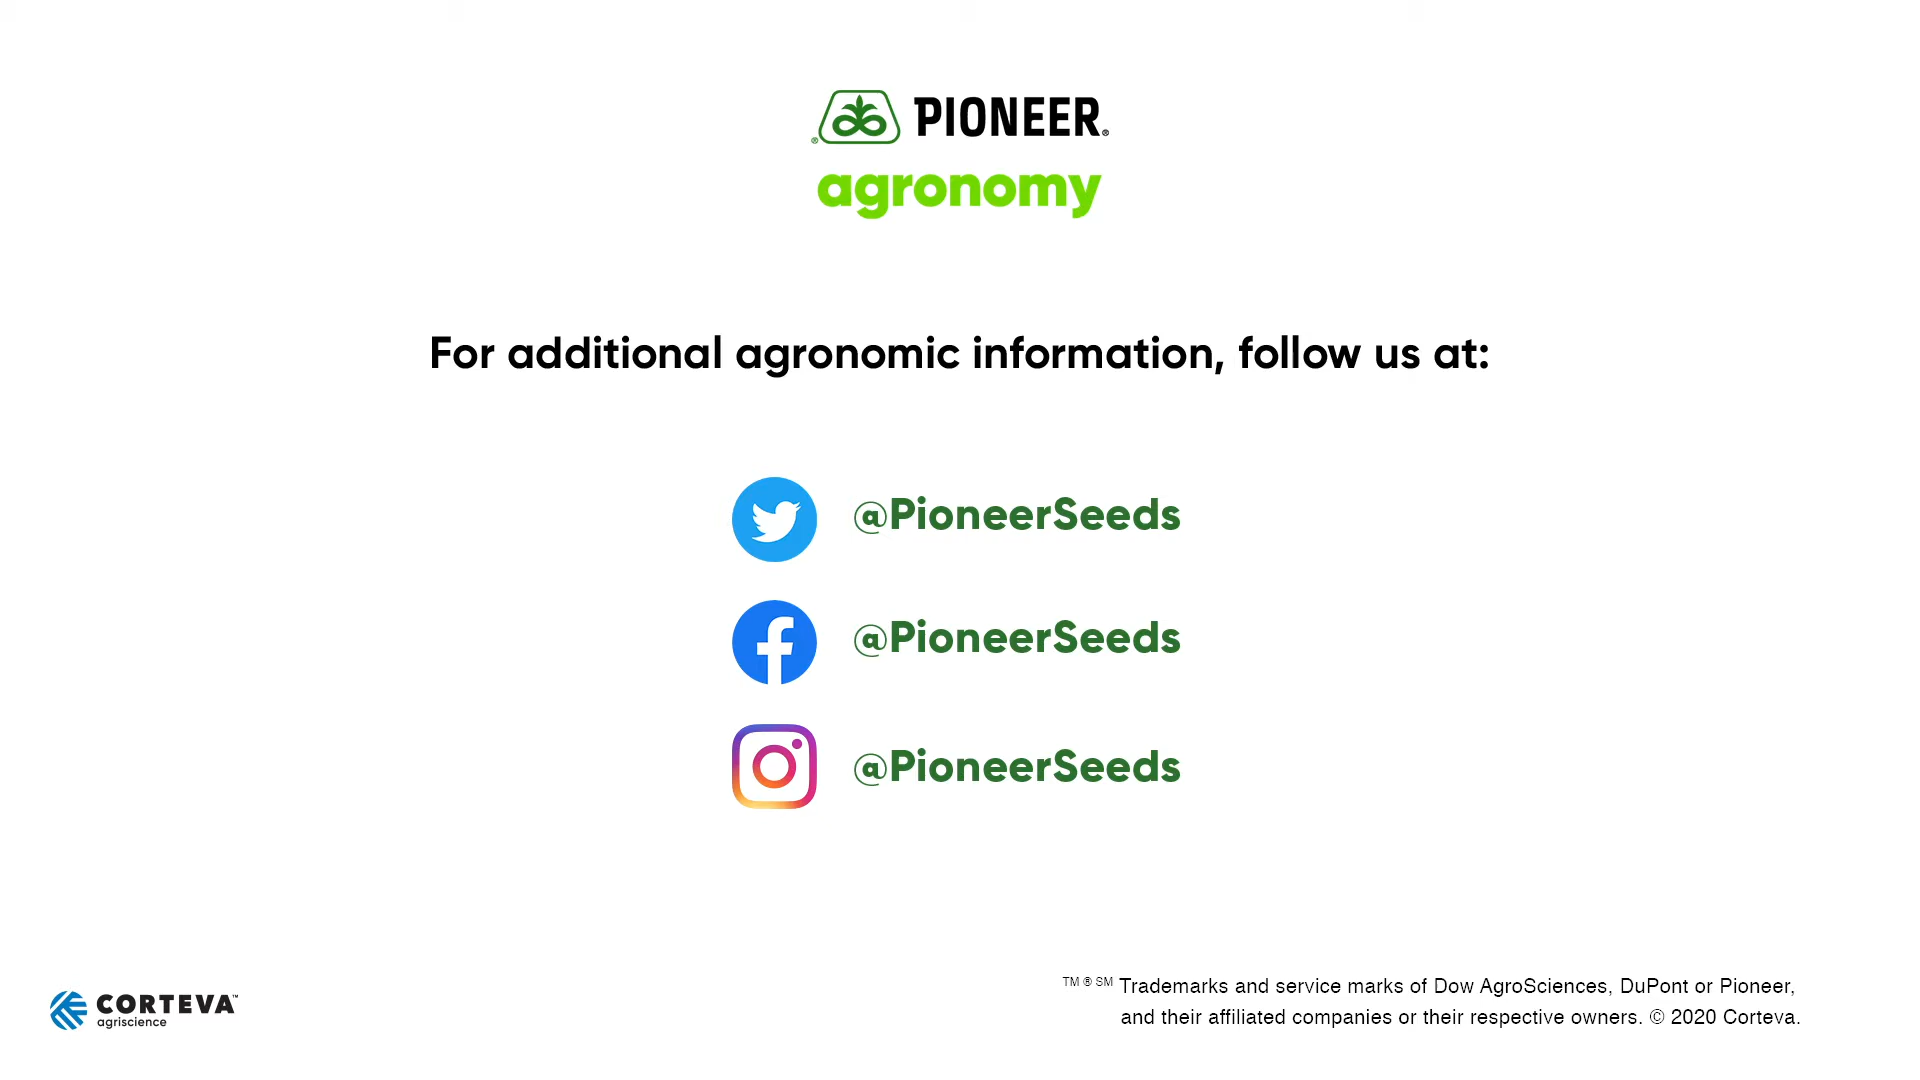 PIONEER®
®
agronomy
For additional agronomic information, follow us at:
@PioneerSeeds
@PioneerSeeds
@PioneerSeeds
CORTEVA™
agriscience
TM ® SM Trademarks and service marks of Dow AgroSciences, DuPont or Pioneer,
and their affiliated companies or their respective owners. © 2020 Corteva.